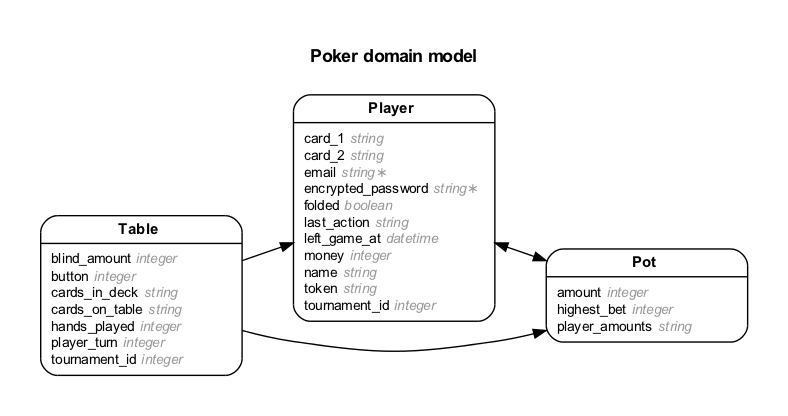 Poker domain model
Player
card_1 string
card_2 string
email string∗
encrypted_password string∗
folded boolean
last_action string
left_game_at datetime
money integer
name string
token string
tournament_id integer
Table
blind_amount integer
button integer
cards_in_deck string
cards_on_table string
hands_played integer
player_turn integer
tournament_id integer
Pot
amount integer
highest_bet integer
player_amounts string